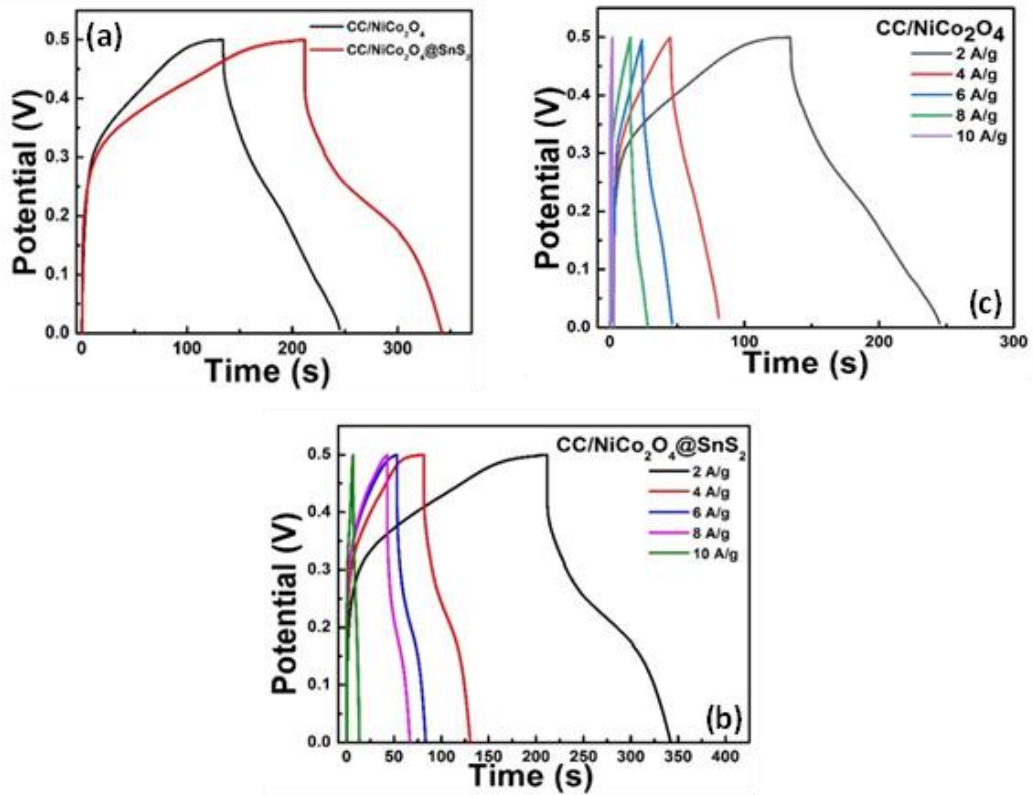 (a)
CC/NiCo₂O₄
CC/NiCo₂O₄@SnS₂
0.5
0.4
0.3
0.2
0.1
0.0
Potential (V)
0
100
200
300
Time (s)
CC/NiCo₂O₄
2 A/g
4 A/g
6 A/g
8 A/g
10 A/g
0.5
0.4
0.3
0.2
0.1
0.0
Potential (V)
(c)
0
100
200
300
Time (s)
CC/NiCo₂O₄@SnS₂
2 A/g
4 A/g
6 A/g
8 A/g
10 A/g
0.5
0.4
0.3
0.2
0.1
0.0
Potential (V)
(b)
0
50
100
150
200
250
300
350
400
Time (s)